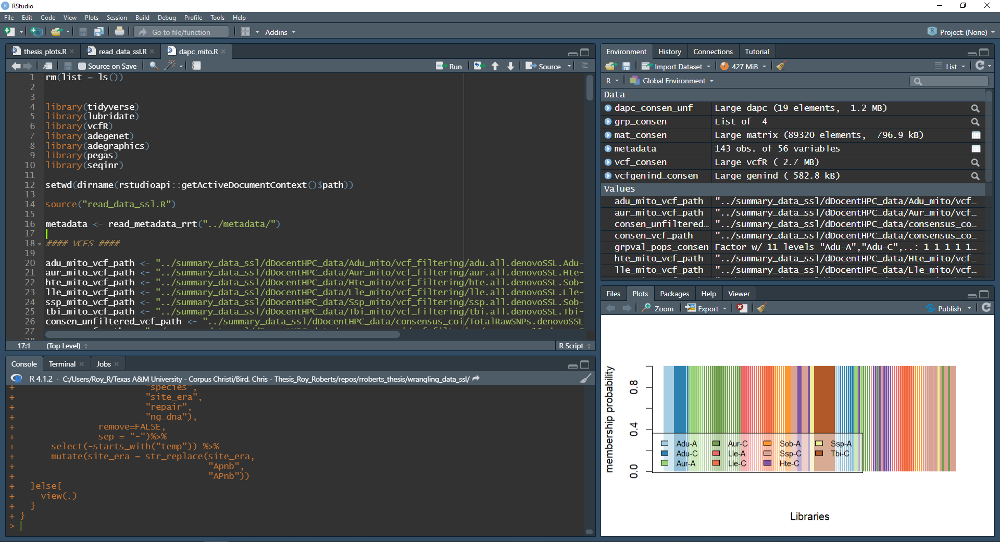 RStudio
File Edit Code View Plots Session Build Debug Profile Tools Help
Go to file/function Addins Project: (None)
thesis_plots.R read_data_ssl.R dapc_mito.R
Source on Save Run Source
1 rm(list = ls())
2
3
4 library(tidyverse)
5 library(lubridate)
6 library(vcfR)
7 library(adegenet)
8 library(adegraphics)
9 library(pegas)
10 library(seqinr)
11
12 setwd(dirname(rstudioapi::getActiveDocumentContext()$path))
13
14 source("read_data_ssl.R")
15
16 metadata <- read_metadata_rrt("../metadata/")
17
18 #### VCFS ####
19
20 adu_mito_vcf_path <- "../summary_data_ssl/dDocentHPC_data/Adu_mito/vcf_filtering/adu.all.denovoSSL.Adu-
21 aur_mito_vcf_path <- "../summary_data_ssl/dDocentHPC_data/Aur_mito/vcf_filtering/aur.all.denovoSSL.Hte-
22 hte_mito_vcf_path <- "../summary_data_ssl/dDocentHPC_data/Hte_mito/vcf_filtering/hte.all.denovoSSL.Sob-
23 lle_mito_vcf_path <- "../summary_data_ssl/dDocentHPC_data/Lle_mito/vcf_filtering/lle.all.denovoSSL.Lle-
24 ssp_mito_vcf_path <- "../summary_data_ssl/dDocentHPC_data/Ssp_mito/vcf_filtering/ssp.all.denovoSSL.Sob-
25 tbi_mito_vcf_path <- "../summary_data_ssl/dDocentHPC_data/Tbi_mito/vcf_filtering/tbi.all.denovoSSL.Tbi-
26 consen_unfiltered_vcf_path <- "../summary_data_ssl/dDocentHPC_data/consensus_coi/TotalRawSNPs.denovoSSL
27
17:1 (Top Level) R Script
Console Terminal Jobs
R 4.1.2 · C:/Users/Roy_R/Texas A&M University - Corpus Christi/Bird, Chris - Thesis_Roy_Roberts/repos/rroberts_thesis/wrangling_data_ssl/
+ "species",
+ "site_era",
+ "repair",
+ "ng_dna"),
+ remove=FALSE,
+ sep = "-")%>%
+ select(-starts_with("temp")) %>%
+ mutate(site_era = str_replace(site_era,
+ "Apnb",
+ "APnb"))
+ }else{
+ view(.)
+ }
+ }
>
Environment History Connections Tutorial
Import Dataset 427 MiB List
R Global Environment
Data
dapc_consen_unf Large dapc (19 elements, 1.2 MB)
grp_consen List of 4
mat_consen Large matrix (89320 elements, 796.9 kB)
metadata 143 obs. of 56 variables
vcf_consen Large vcfR ( 2.7 MB)
vcfgenind_consen Large genind ( 582.8 kB)
Values
adu_mito_vcf_path "../summary_data_ssl/dDocentHPC_data/Adu_mito/vcf…
aur_mito_vcf_path "../summary_data_ssl/dDocentHPC_data/Aur_mito/vcf…
consen_unfiltered… "../summary_data_ssl/dDocentHPC_data/consensus_co…
consen_vcf_path "../summary_data_ssl/dDocentHPC_data/consensus_co…
grpval_pops_consen Factor w/ 11 levels "Adu-A","Adu-C",..: 1 1 1 1 1…
hte_mito_vcf_path "../summary_data_ssl/dDocentHPC_data/Hte_mito/vcf…
lle_mito_vcf_path "../summary_data_ssl/dDocentHPC_data/Lle_mito/vcf…
Files Plots Packages Help Viewer
Zoom Export Publish
membership probability
0.8
0.4
0.0
Adu-A Aur-C Sob-A Ssp-A
Adu-C Lle-A Ssp-C Tbi-C
Aur-A Lle-C Hte-C
Libraries